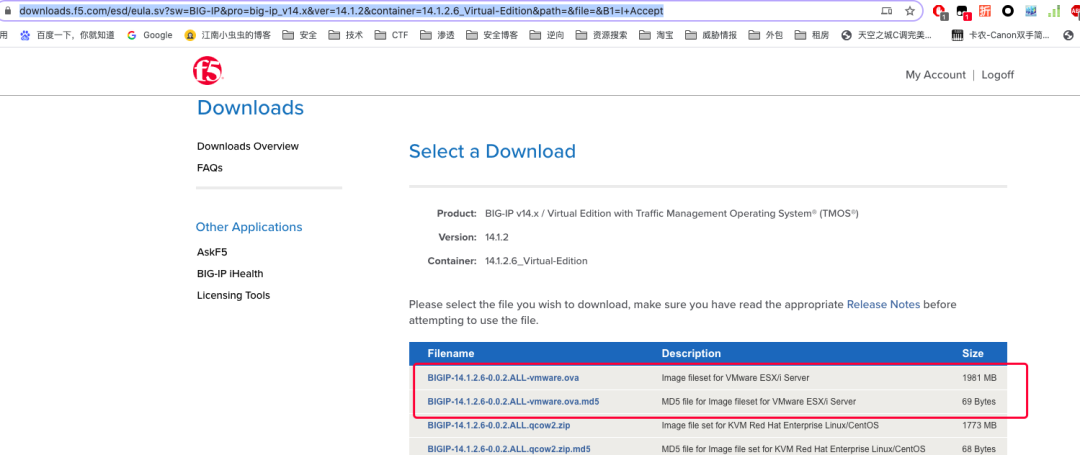 downloads.f5.com/esd/eula.sv?sw=BIG-IP&pro=big-ip_v14.x&ver=14.1.2&container=14.1.2.6_Virtual-Edition&path=&file=&B1=I+Accept
用 百度一下，你就知道 Google 江南小虫虫的博客 安全 技术 CTF 渗透 安全博客 逆向 资源搜索 淘宝 威胁情报 外包 租房 天空之城C调完美... 卡农-Canon双手简...
f5
My Account | Logoff
Downloads
Downloads Overview
FAQs
Other Applications
AskF5
BIG-IP iHealth
Licensing Tools
Select a Download
Product: BIG-IP v14.x / Virtual Edition with Traffic Management Operating System® (TMOS®)
Version: 14.1.2
Container: 14.1.2.6_Virtual-Edition
Please select the file you wish to download, make sure you have read the appropriate Release Notes before
attempting to use the file.
Filename Description Size
BIGIP-14.1.2.6-0.0.2.ALL-vmware.ova Image fileset for VMware ESX/i Server 1981 MB
BIGIP-14.1.2.6-0.0.2.ALL-vmware.ova.md5 MD5 file for Image fileset for VMware ESX/i Server 69 Bytes
BIGIP-14.1.2.6-0.0.2.ALL.qcow2.zip Image file set for KVM Red Hat Enterprise Linux/CentOS 1773 MB
BIGIP-14.1.2.6-0.0.2.ALL.qcow2.zip.md5 MD5 file for Image file set for KVM Red Hat Enterprise Linux/CentOS 68 Bytes